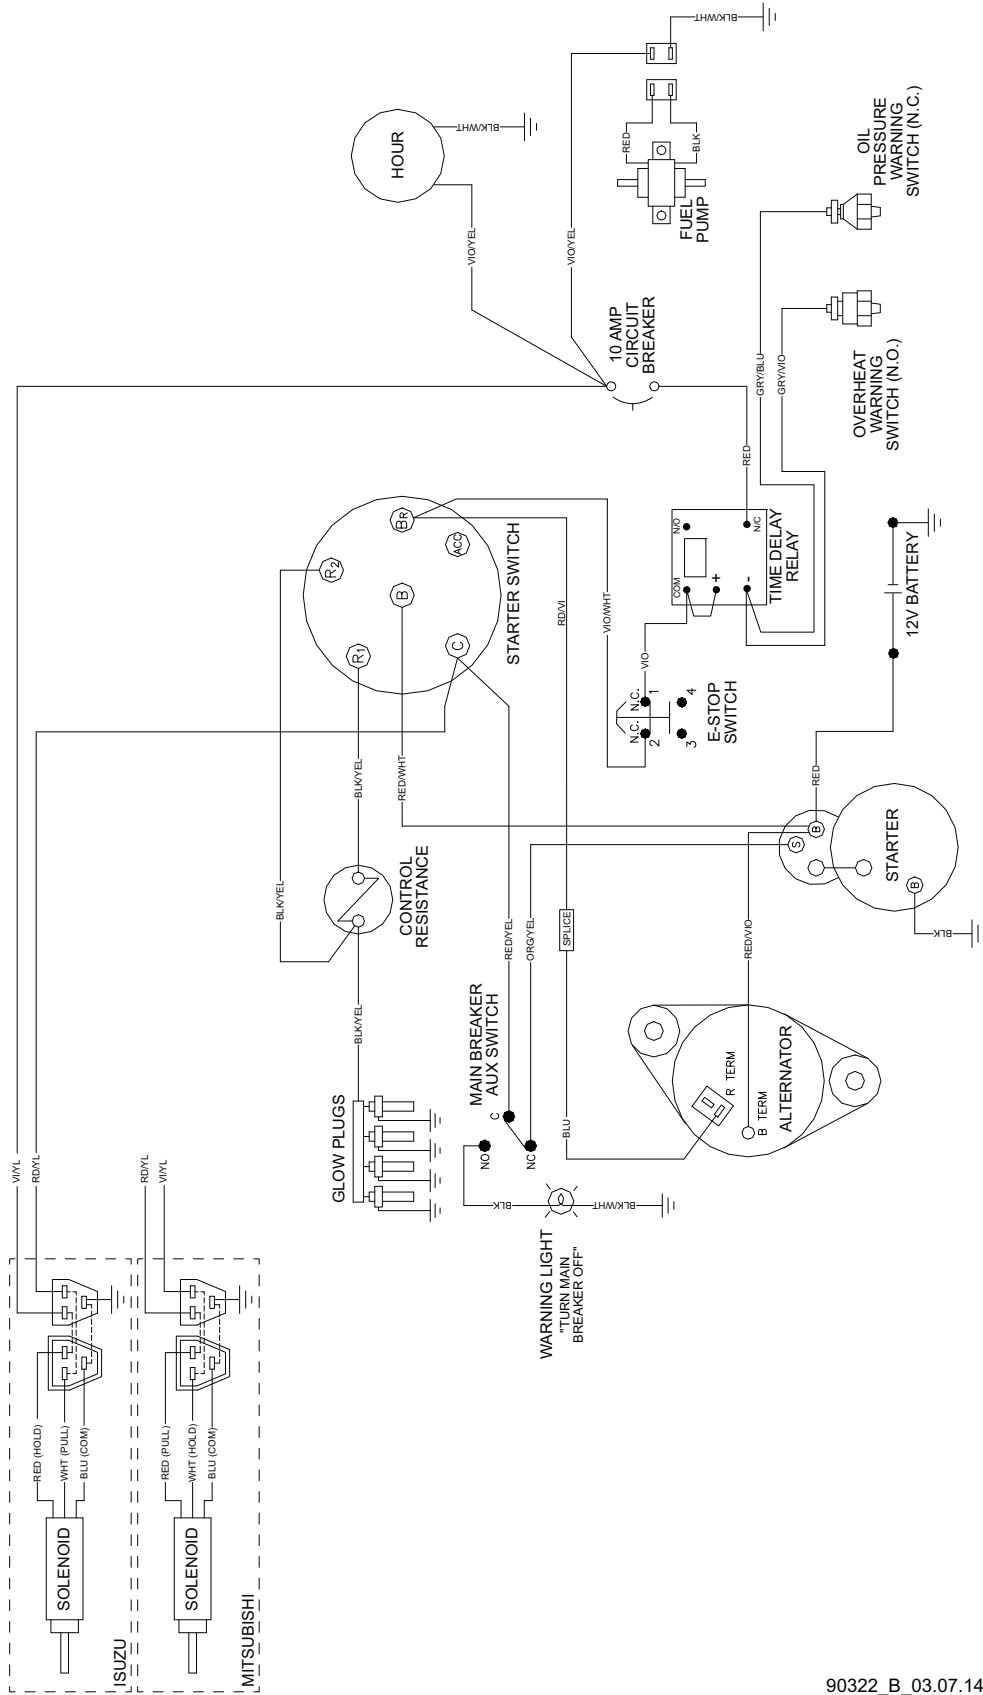 BLK/WHT
HOUR
BLK/WHT
VIO/YEL
VIO/YEL
RED
BLK
FUEL
PUMP
OIL
PRESSURE
WARNING
SWITCH (N.C.)
10 AMP
CIRCUIT
BREAKER
GRY/BLU
GRY/VIO
OVERHEAT
WARNING
SWITCH (N.O.)
RED
R2
BR
ACC
B
R1
C
STARTER SWITCH
RD/VI
VIO/WHT
N/O
N/C
COM
+
-
TIME DELAY
RELAY
12V BATTERY
VIO
N.C.
N.C.
1
2
3
4
E-STOP
SWITCH
BLK/YEL
RED/WHT
RED
CONTROL
RESISTANCE
BLK/YEL
S
B
STARTER
B
BLK
RED/YEL
ORG/YEL
SPLICE
RED/VIO
BLK/YEL
MAIN BREAKER
AUX SWITCH
C
NO
NC
BLU
R TERM
B TERM
ALTERNATOR
GLOW PLUGS
BLK
BLK/WHT
WARNING LIGHT
"TURN MAIN
BREAKER OFF"
VI/YL
RD/YL
RD/YL
VI/YL
RED (HOLD)
WHT (PULL)
BLU (COM)
SOLENOID
ISUZU
RED (PULL)
WHT (HOLD)
BLU (COM)
SOLENOID
MITSUBISHI
90322_B_03.07.14